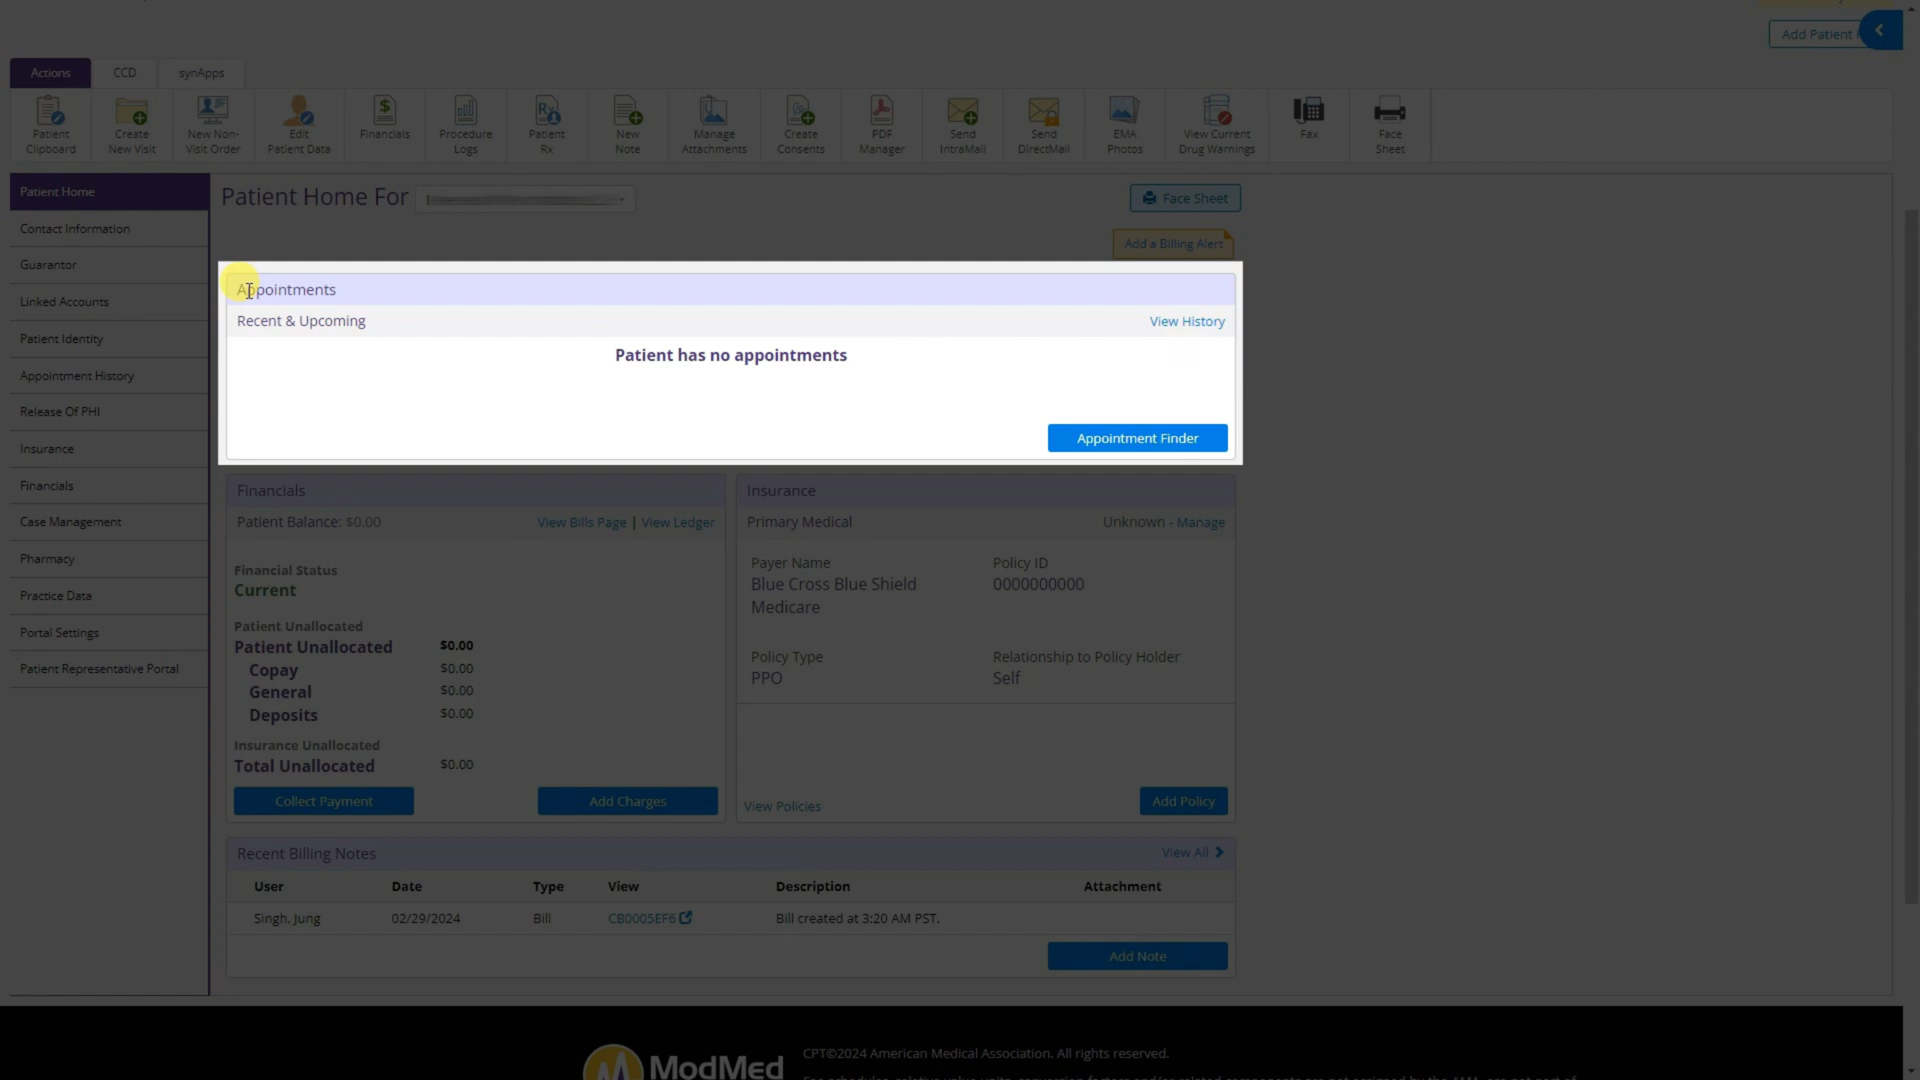 Add Patient
Actions
CCD
synApps
Patient
Clipboard
Create
New Visit
New Non-
Visit Order
Edit
Patient Data
Financials
Procedure
Logs
Patient
Rx
New
Note
Manage
Attachments
Create
Consents
PDF
Manager
Send
IntraMail
Send
DirectMail
EMA
Photos
View Current
Drug Warnings
Fax
Face
Sheet
Patient Home
Contact Information
Guarantor
Linked Accounts
Patient Identity
Appointment History
Release Of PHI
Insurance
Financials
Case Management
Pharmacy
Practice Data
Portal Settings
Patient Representative Portal
Patient Home For
Face Sheet
Add a Billing Alert
Appointments
Recent & Upcoming
View History
Patient has no appointments
Appointment Finder
Financials
Patient Balance: $0.00
View Bills Page | View Ledger
Financial Status
Current
Patient Unallocated
Patient Unallocated $0.00
Copay $0.00
General $0.00
Deposits $0.00
Insurance Unallocated
Total Unallocated $0.00
Collect Payment
Add Charges
Insurance
Primary Medical
Unknown - Manage
Payer Name
Blue Cross Blue Shield
Medicare
Policy ID
0000000000
Policy Type
PPO
Relationship to Policy Holder
Self
View Policies
Add Policy
Recent Billing Notes
View All
User Date Type View Description Attachment
Singh, Jung 02/29/2024 Bill CB0005EF6 Bill created at 3:20 AM PST.
Add Note
ModMed
CPT©2024 American Medical Association. All rights reserved.